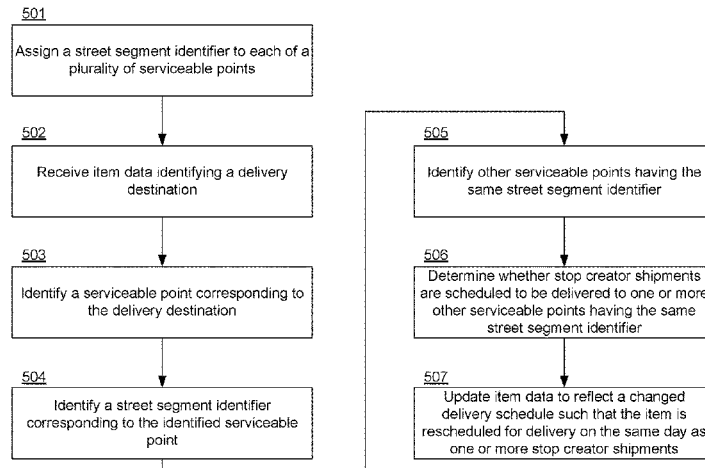 501
Assign a street segment identifier to each of a
plurality of serviceable points
502
Receive item data identifying a delivery
destination
503
Identify a serviceable point corresponding to
the delivery destination
504
Identify a street segment identifier
corresponding to the identified serviceable
point
505
Identify other serviceable points having the
same street segment identifier
506
Determine whether stop creator shipments
are scheduled to be delivered to one or more
other serviceable points having the same
street segment identifier
507
Update item data to reflect a changed
delivery schedule such that the item is
rescheduled for delivery on the same day as
one or more stop creator shipments